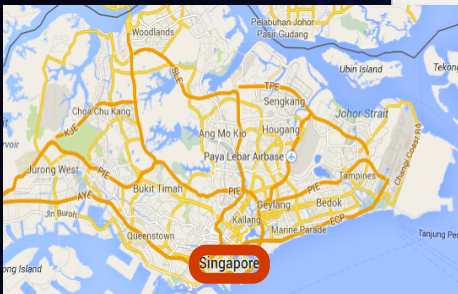 Pelabuhan Johor
Pasir Gudang
Woodlands
Ubin Island
Tekong
SLE
TPE
Sengkang
Choa Chu Kang
Johor Strait
KJE
Ang Mo Kio
Hougang
Paya Lebar Airbase
Changi Coast Rd
Jurong West
PIE
Tampines
Bukit Timah
PIE
PIE
AYE
Geylang
Bedok
Jln Buroh
Kallang
ECP
Queenstown
Marine Parade
Tanjung Pe
Singapore
ong Island